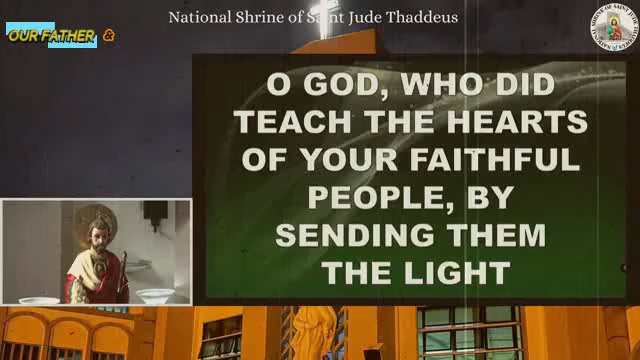 National Shrine of Saint Jude Thaddeus
OUR FATHER &
O GOD, WHO DID
TEACH THE HEARTS
OF YOUR FAITHFUL
PEOPLE, BY
SENDING THEM
THE LIGHT